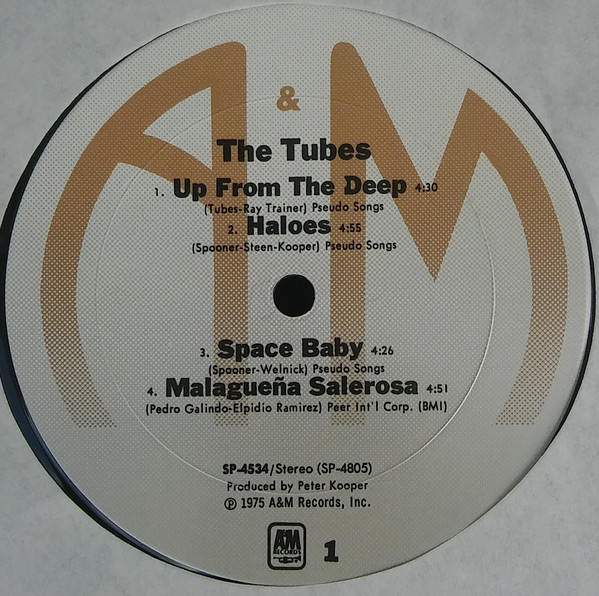 A&M
The Tubes
1. Up From The Deep 4:30
(Tubes-Ray Trainer) Pseudo Songs
2. Haloes 4:55
(Spooner-Steen-Kooper) Pseudo Songs
3. Space Baby 4:26
(Spooner-Welnick) Pseudo Songs
4. Malagueña Salerosa 4:51
(Pedro Galindo-Elpidio Ramirez) Peer Int'l Corp. (BMI)
SP-4534/Stereo (SP-4805)
Produced by Peter Kooper
℗ 1975 A&M Records, Inc.
A&M
RECORDS
1